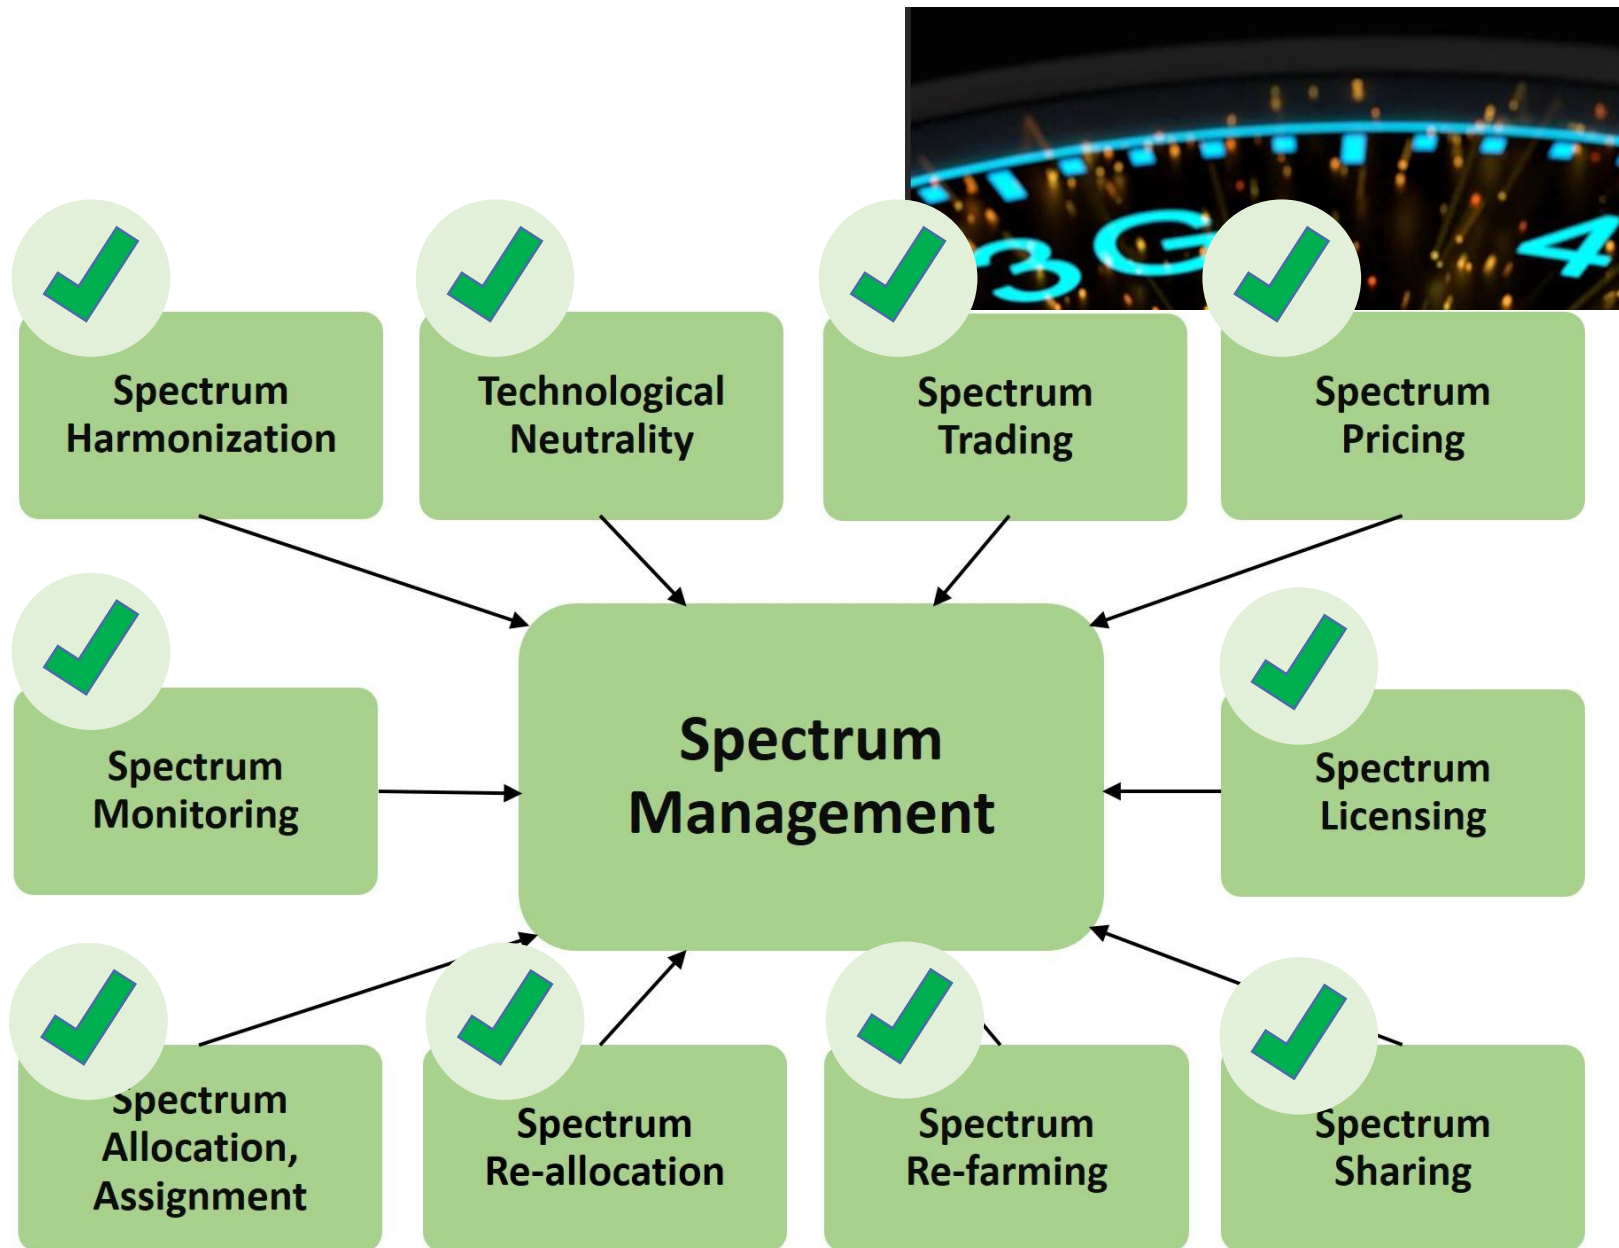 3G 4
Spectrum
Harmonization
Technological
Neutrality
Spectrum
Trading
Spectrum
Pricing
Spectrum
Monitoring
Spectrum
Management
Spectrum
Licensing
Spectrum
Allocation,
Assignment
Spectrum
Re-allocation
Spectrum
Re-farming
Spectrum
Sharing